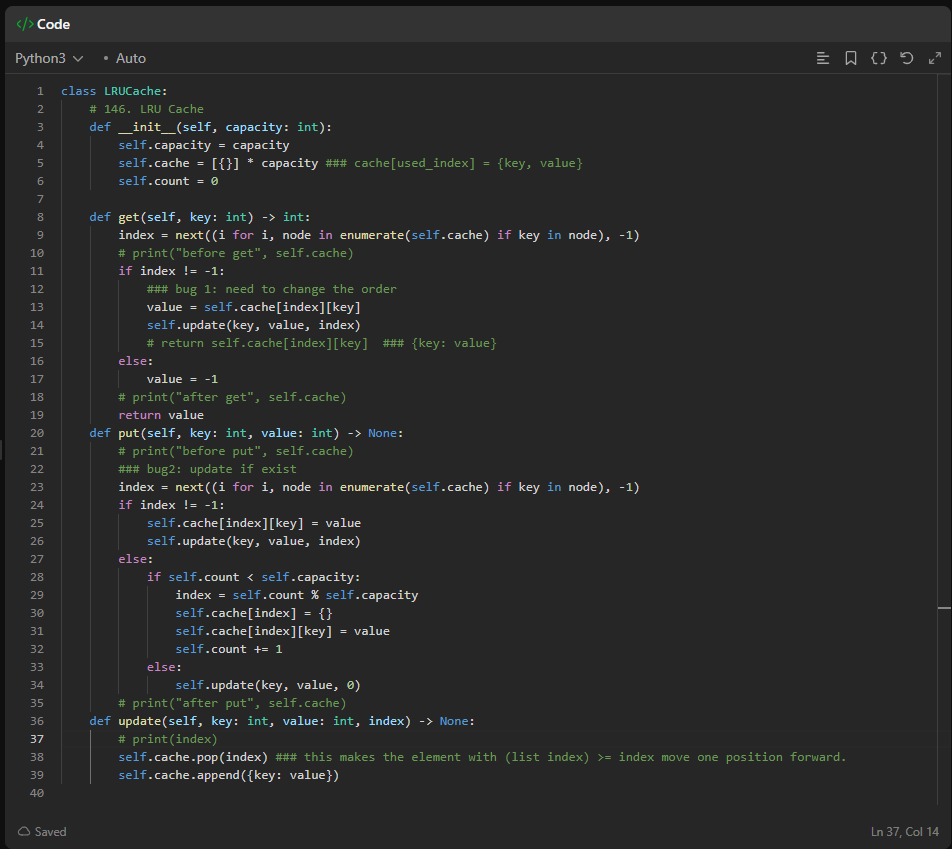 </> Code
Python3 • Auto
1 class LRUCache:
2     # 146. LRU Cache
3     def __init__(self, capacity: int):
4         self.capacity = capacity
5         self.cache = [{}] * capacity ### cache[used_index] = {key, value}
6         self.count = 0
7
8     def get(self, key: int) -> int:
9         index = next((i for i, node in enumerate(self.cache) if key in node), -1)
10         # print("before get", self.cache)
11         if index != -1:
12             ### bug 1: need to change the order
13             value = self.cache[index][key]
14             self.update(key, value, index)
15             # return self.cache[index][key]  ### {key: value}
16         else:
17             value = -1
18         # print("after get", self.cache)
19         return value
20     def put(self, key: int, value: int) -> None:
21         # print("before put", self.cache)
22         ### bug2: update if exist
23         index = next((i for i, node in enumerate(self.cache) if key in node), -1)
24         if index != -1:
25             self.cache[index][key] = value
26             self.update(key, value, index)
27         else:
28             if self.count < self.capacity:
29                 index = self.count % self.capacity
30                 self.cache[index] = {}
31                 self.cache[index][key] = value
32                 self.count += 1
33             else:
34                 self.update(key, value, 0)
35         # print("after put", self.cache)
36     def update(self, key: int, value: int, index) -> None:
37         # print(index)
38         self.cache.pop(index) ### this makes the element with (list index) >= index move one position forward.
39         self.cache.append({key: value})
40
Saved Ln 37, Col 14